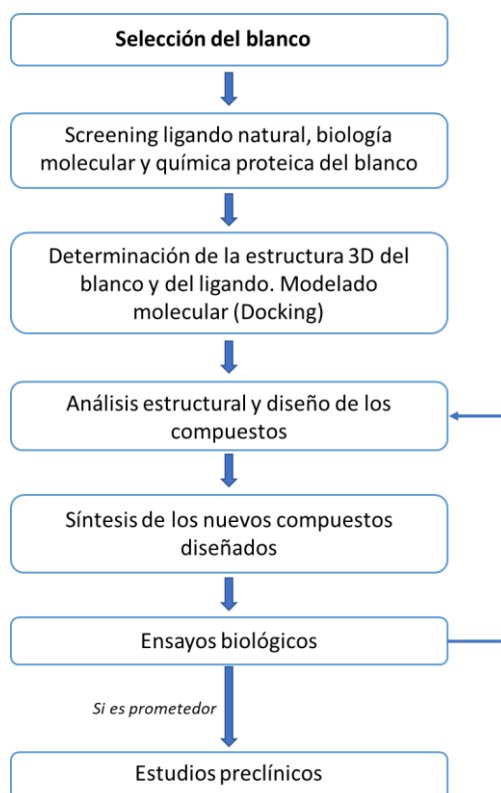 Selección del blanco
Screening ligando natural, biología
molecular y química proteica del blanco
Determinación de la estructura 3D del
blanco y del ligando. Modelado
molecular (Docking)
Análisis estructural y diseño de los
compuestos
Síntesis de los nuevos compuestos
diseñados
Ensayos biológicos
Si es prometedor
Estudios preclínicos